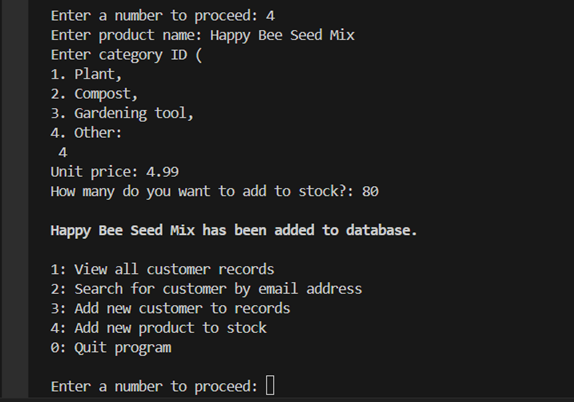 Enter a number to proceed: 4
Enter product name: Happy Bee Seed Mix
Enter category ID (
1. Plant,
2. Compost,
3. Gardening tool,
4. Other:
4
Unit price: 4.99
How many do you want to add to stock?: 80
Happy Bee Seed Mix has been added to database.
1: View all customer records
2: Search for customer by email address
3: Add new customer to records
4: Add new product to stock
0: Quit program
Enter a number to proceed: